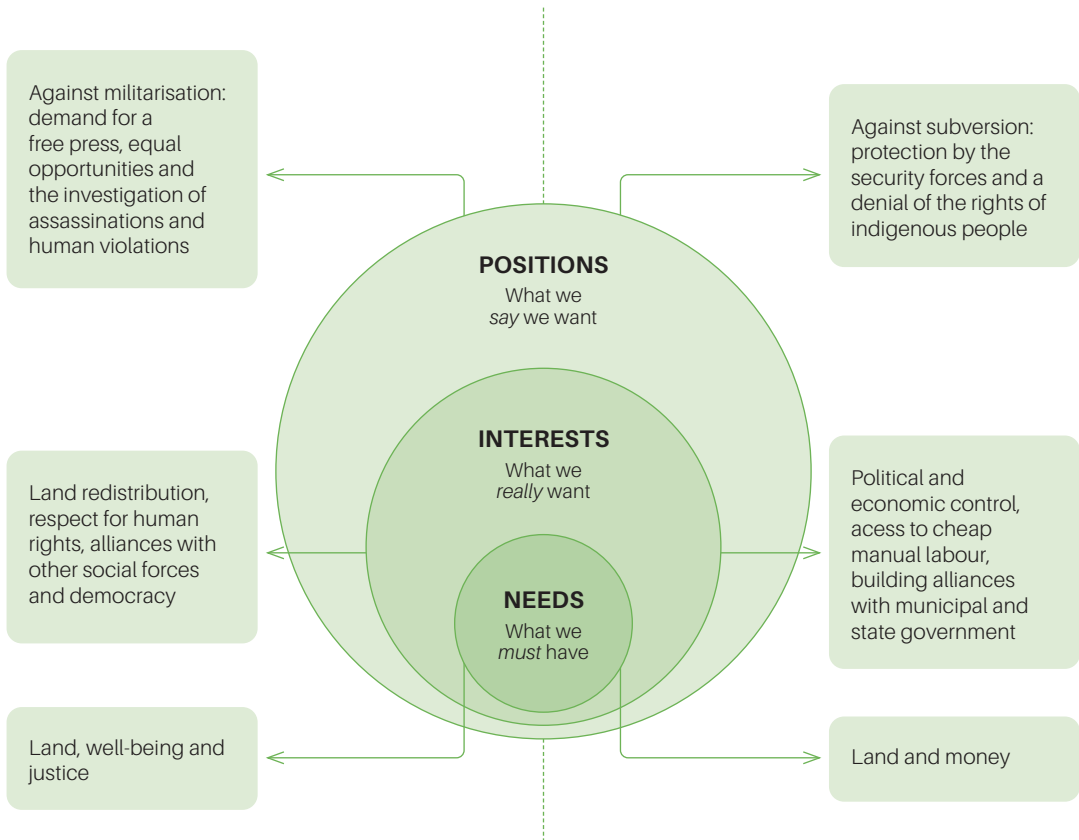 Against militarisation:
demand for a
free press, equal
opportunities and
the investigation of
assassinations and
human violations
Against subversion:
protection by the
security forces and a
denial of the rights of
indigenous people
POSITIONS
What we
say we want
INTERESTS
What we
really want
Land redistribution,
respect for human
rights, alliances with
other social forces
and democracy
Political and
economic control,
acess to cheap
manual labour,
building alliances
with municipal and
state government
NEEDS
What we
must have
Land, well-being and
justice
Land and money